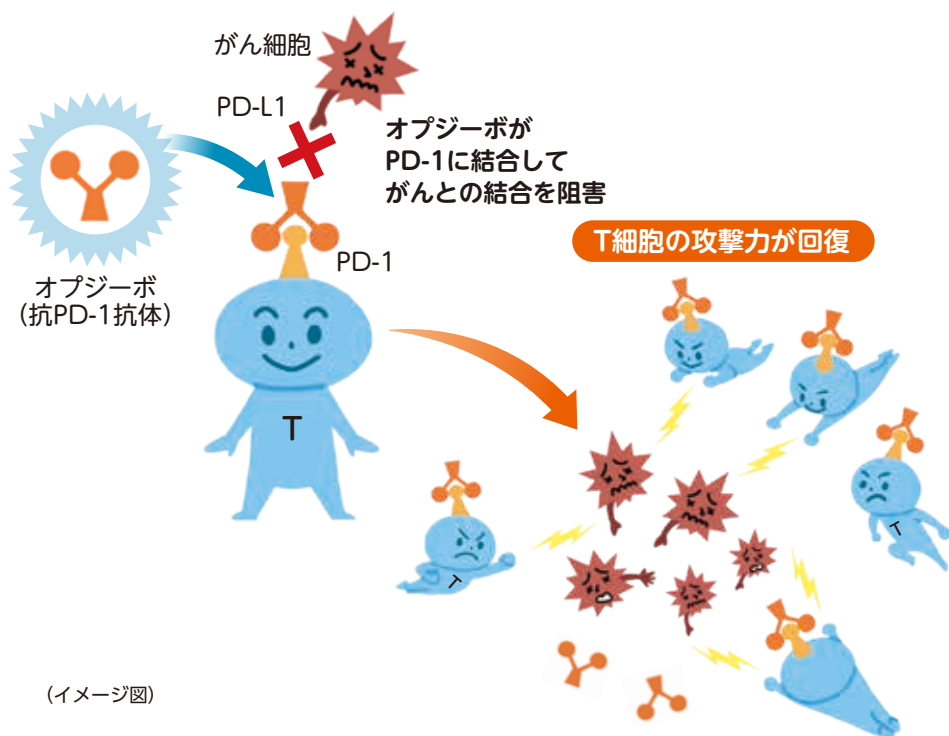 がん細胞
PD-L1
オプジーボが
PD-1に結合して
がんとの結合を阻害
オプジーボ
（抗PD-1抗体）
PD-1
T細胞の攻撃力が回復
T
T
T
（イメージ図）